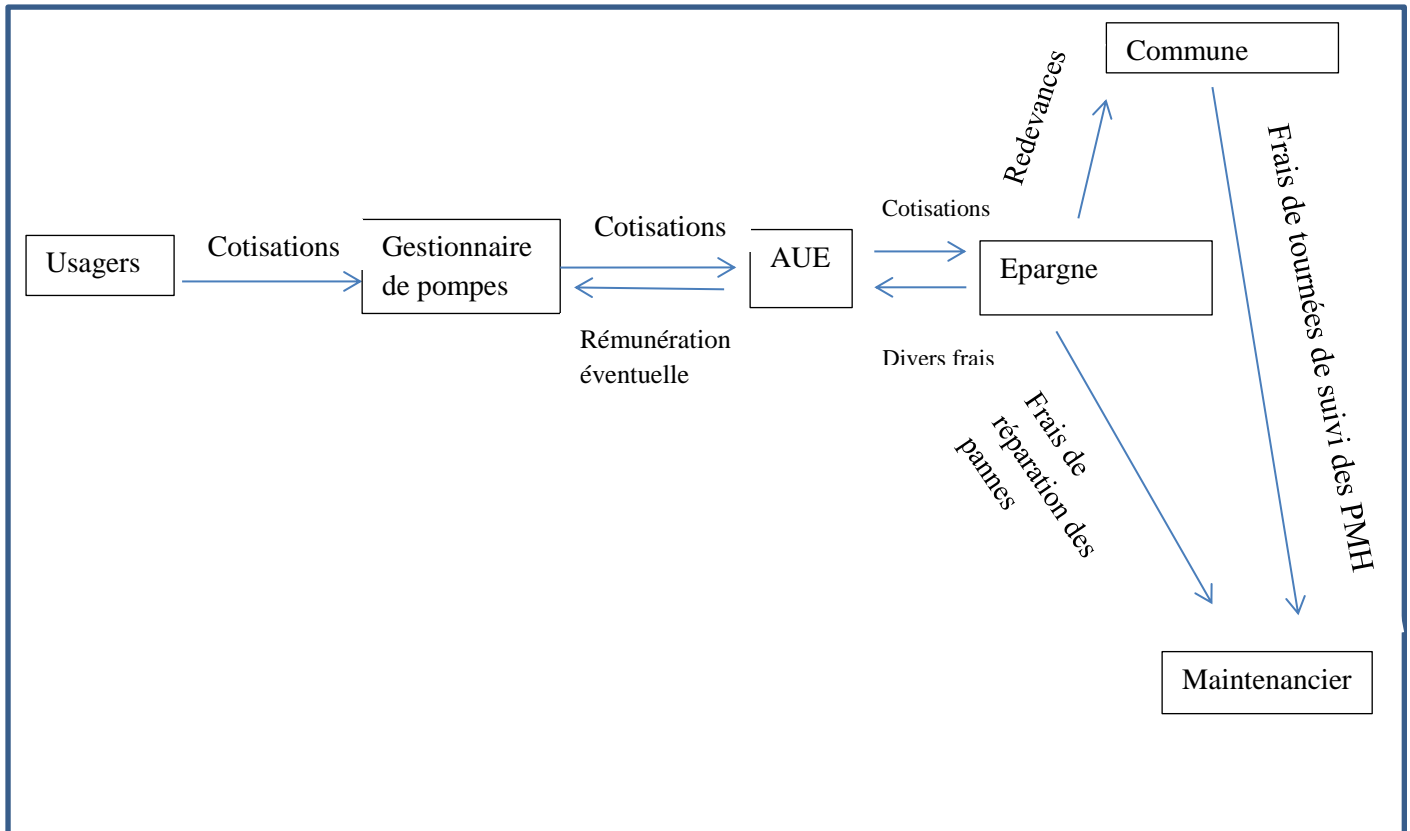 Commune
Redevances
Frais de tournées de suivi des PMH
Cotisations
Cotisations
Cotisations
Usagers
Gestionnaire
de pompes
AUE
Epargne
Rémunération
éventuelle
Divers frais
Frais de
réparation des
pannes
Maintenancier